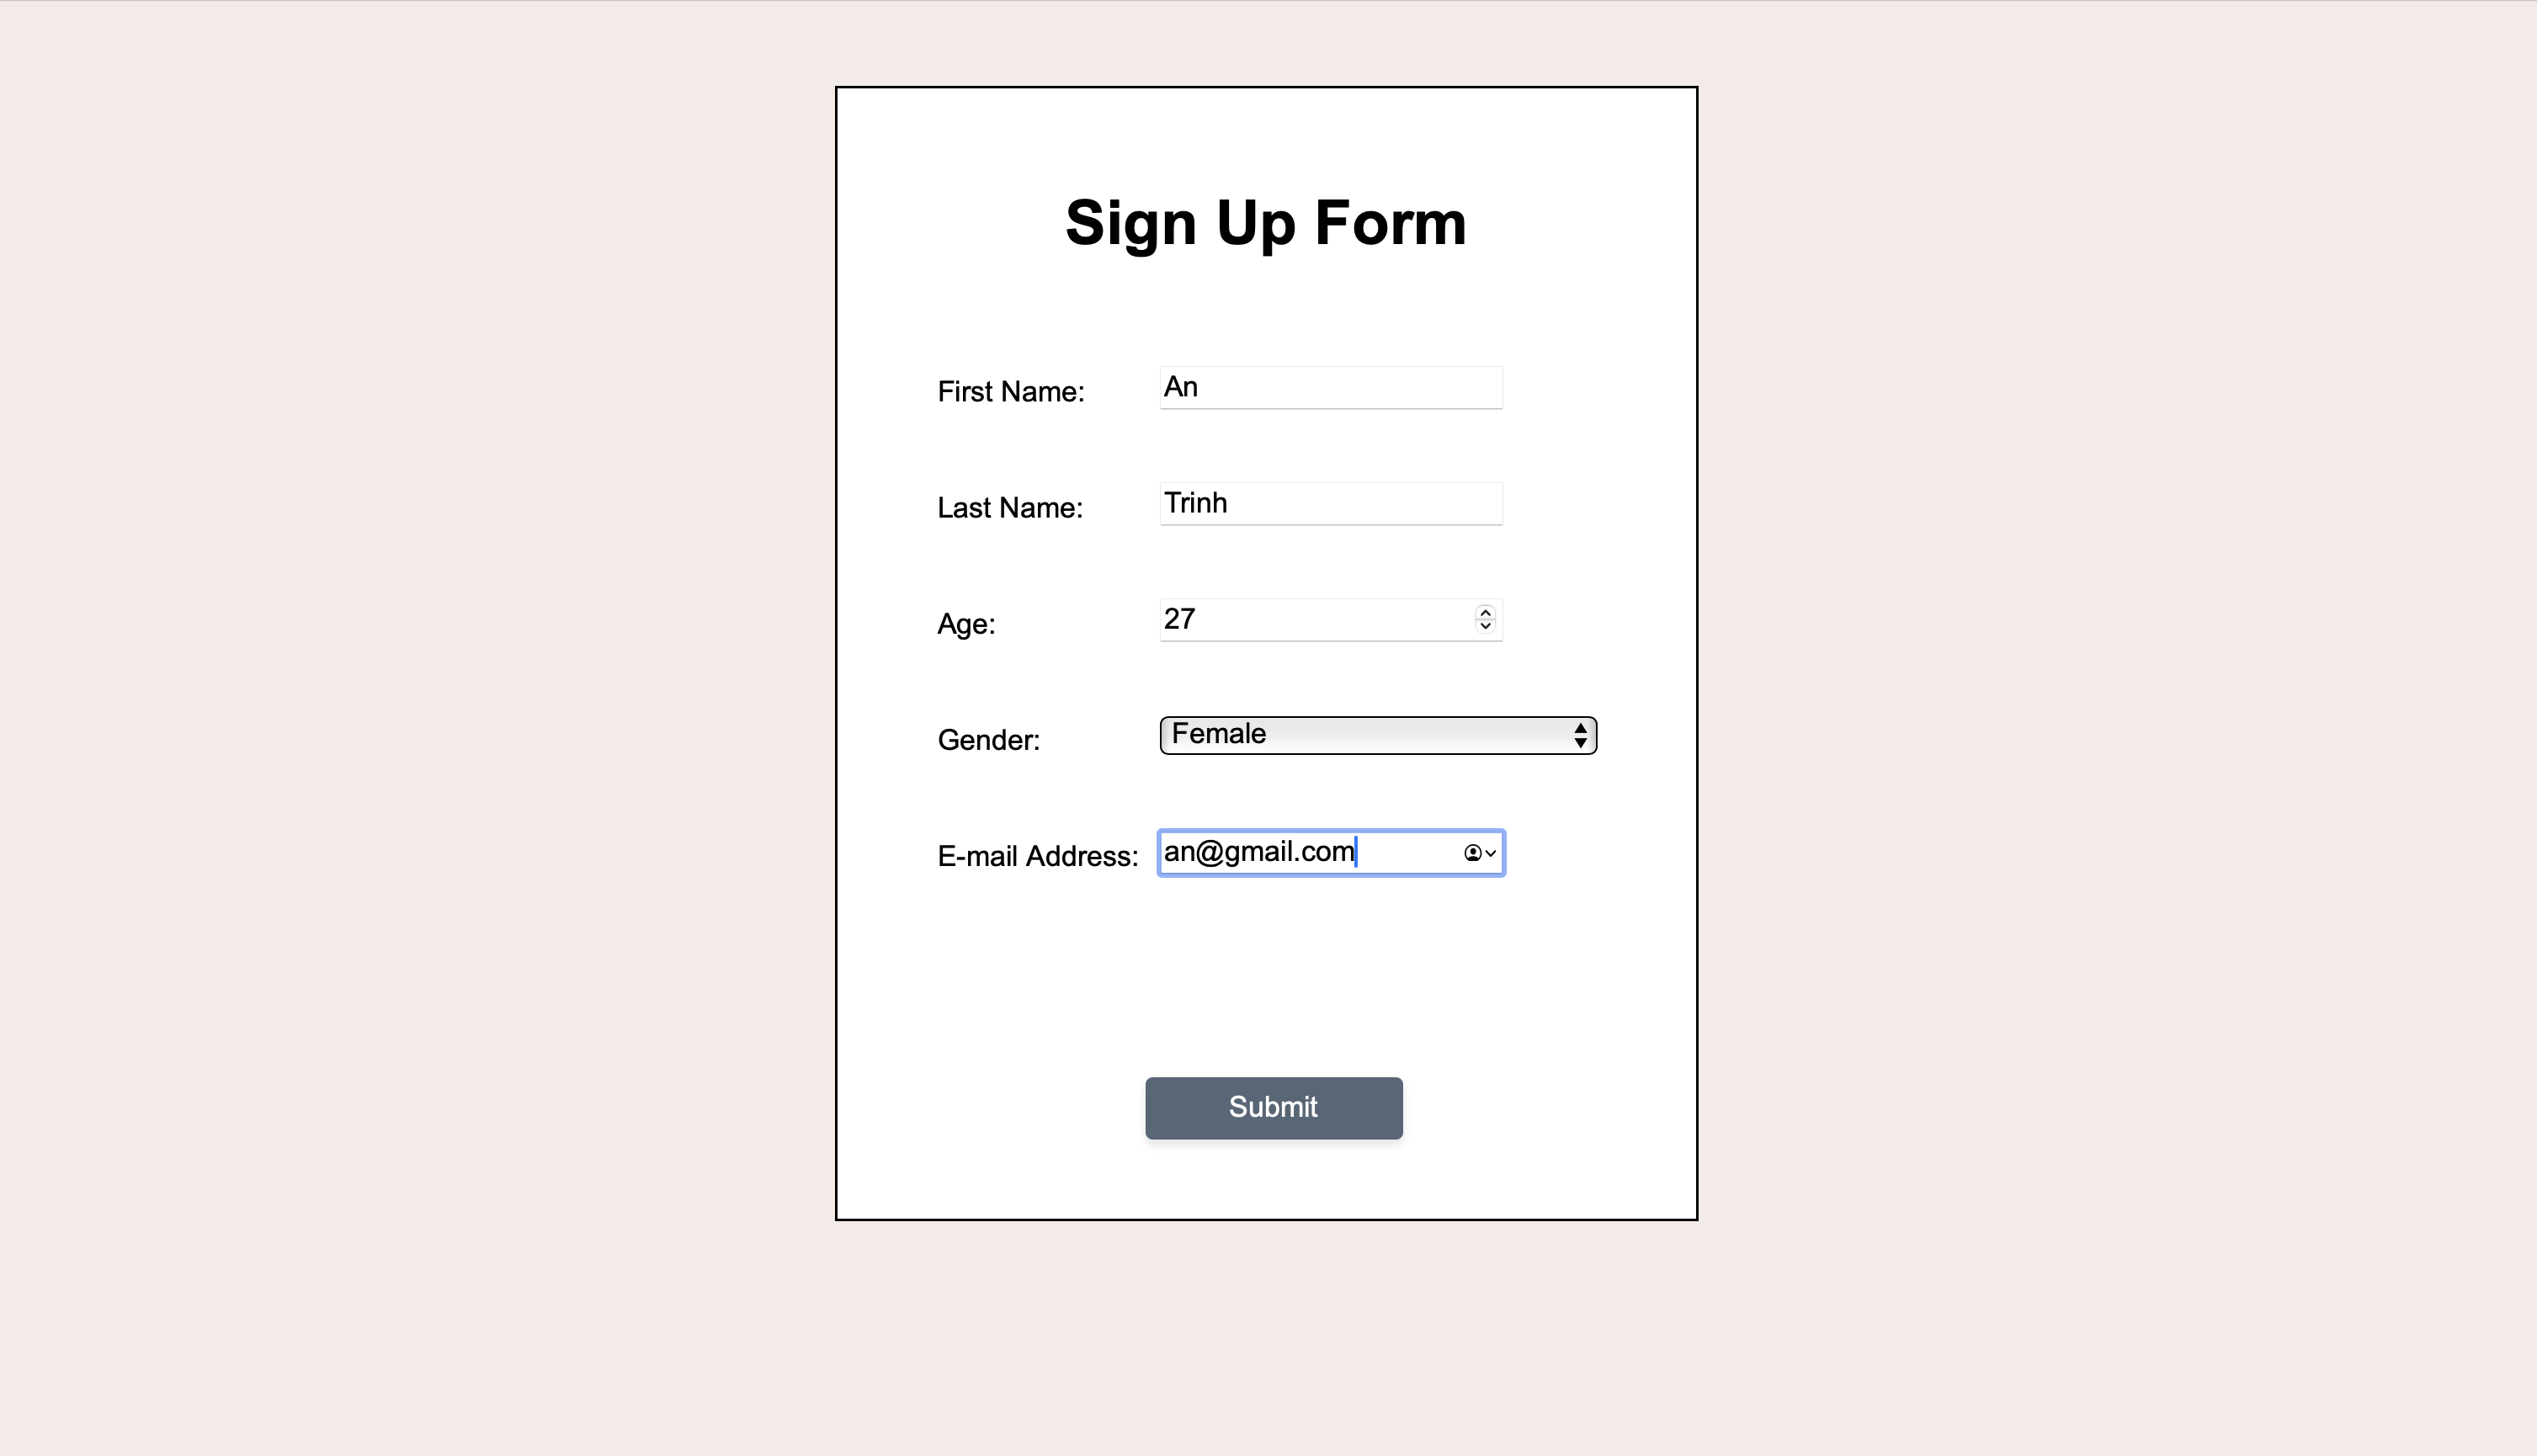 Sign Up Form
First Name: An
Last Name: Trinh
Age: 27
Gender: Female
E-mail Address: an@gmail.com
Submit